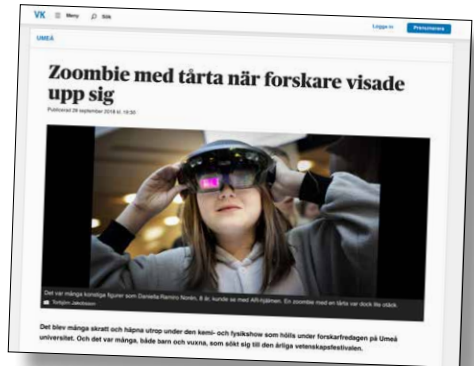 VK Meny Sök Logga in Prenumerera
UMEÅ
Zoombie med tårta när forskare visade
upp sig
Publicerad 28 september 2018 kl. 18:50
Det var många konstiga figurer som Daniella Ramiro Norén, 8 år, kunde se med AR-hjälmen. En zoombie med en tårta var dock lite otäck.
Torbjörn Jakobsson
Det blev många skratt och häpna utrop under den kemi- och fysikshow som hölls under forskarfredagen på Umeå
universitet. Och det var många, både barn och vuxna, som sökt sig till den årliga vetenskapsfestivalen.